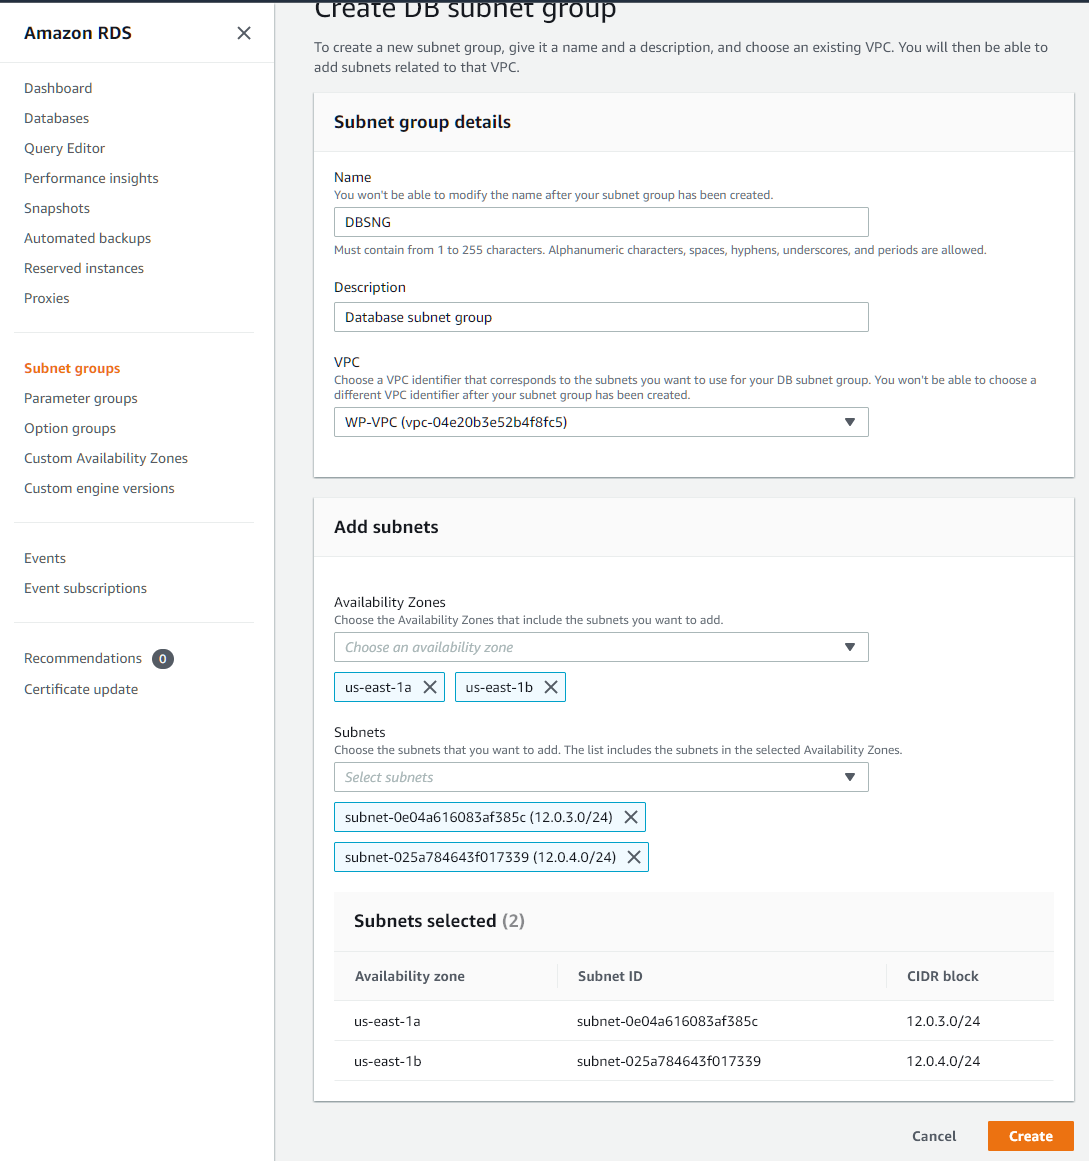 Create DB subnet group
Amazon RDS
To create a new subnet group, give it a name and a description, and choose an existing VPC. You will then be able to
add subnets related to that VPC.
Dashboard
Databases
Query Editor
Performance insights
Snapshots
Automated backups
Reserved instances
Proxies
Subnet groups
Parameter groups
Option groups
Custom Availability Zones
Custom engine versions
Events
Event subscriptions
Recommendations 0
Certificate update
Subnet group details
Name
You won't be able to modify the name after your subnet group has been created.
DBSNG
Must contain from 1 to 255 characters. Alphanumeric characters, spaces, hyphens, underscores, and periods are allowed.
Description
Database subnet group
VPC
Choose a VPC identifier that corresponds to the subnets you want to use for your DB subnet group. You won't be able to choose a
different VPC identifier after your subnet group has been created.
WP-VPC (vpc-04e20b3e52b4f8fc5)
Add subnets
Availability Zones
Choose the Availability Zones that include the subnets you want to add.
Choose an availability zone
us-east-1a us-east-1b
Subnets
Choose the subnets that you want to add. The list includes the subnets in the selected Availability Zones.
Select subnets
subnet-0e04a616083af385c (12.0.3.0/24)
subnet-025a784643f017339 (12.0.4.0/24)
Subnets selected (2)
Availability zone Subnet ID CIDR block
us-east-1a subnet-0e04a616083af385c 12.0.3.0/24
us-east-1b subnet-025a784643f017339 12.0.4.0/24
Cancel Create